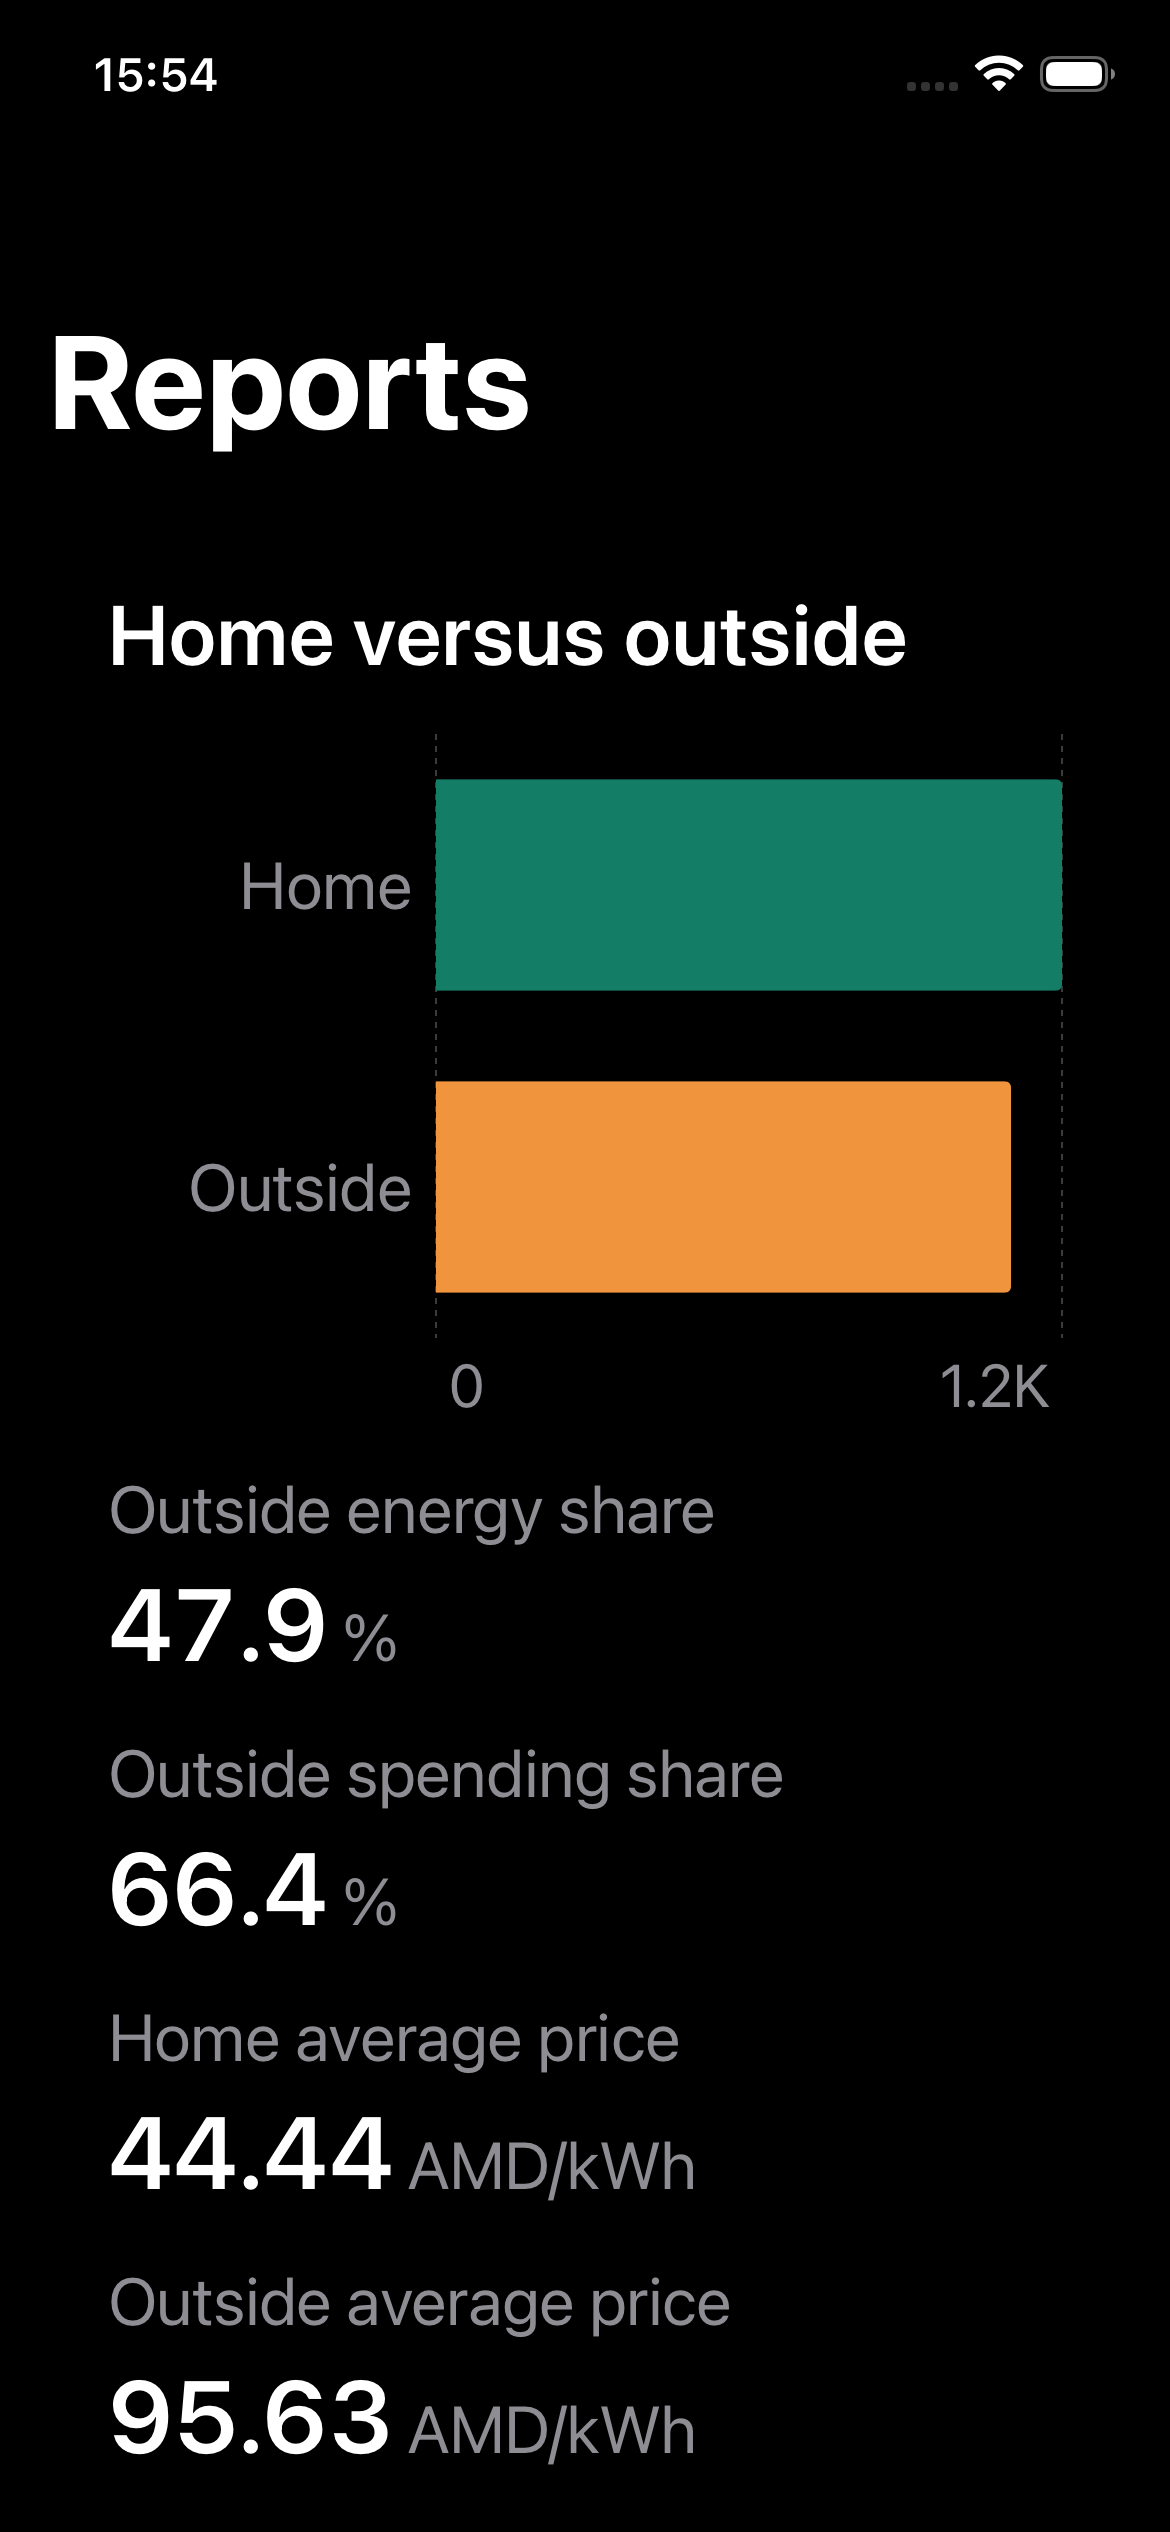 15:54
Reports
Home versus outside
Home
Outside
0 1.2K
Outside energy share
47.9 %
Outside spending share
66.4 %
Home average price
44.44 AMD/kWh
Outside average price
95.63 AMD/kWh